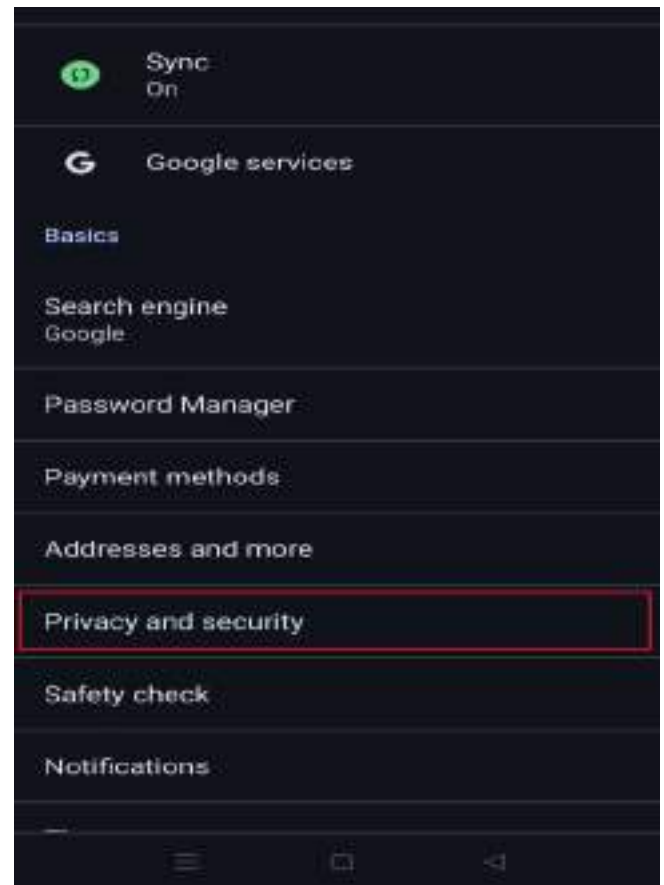 Sync
On
Google services
Basics
Search engine
Google
Password Manager
Payment methods
Addresses and more
Privacy and security
Safety check
Notifications